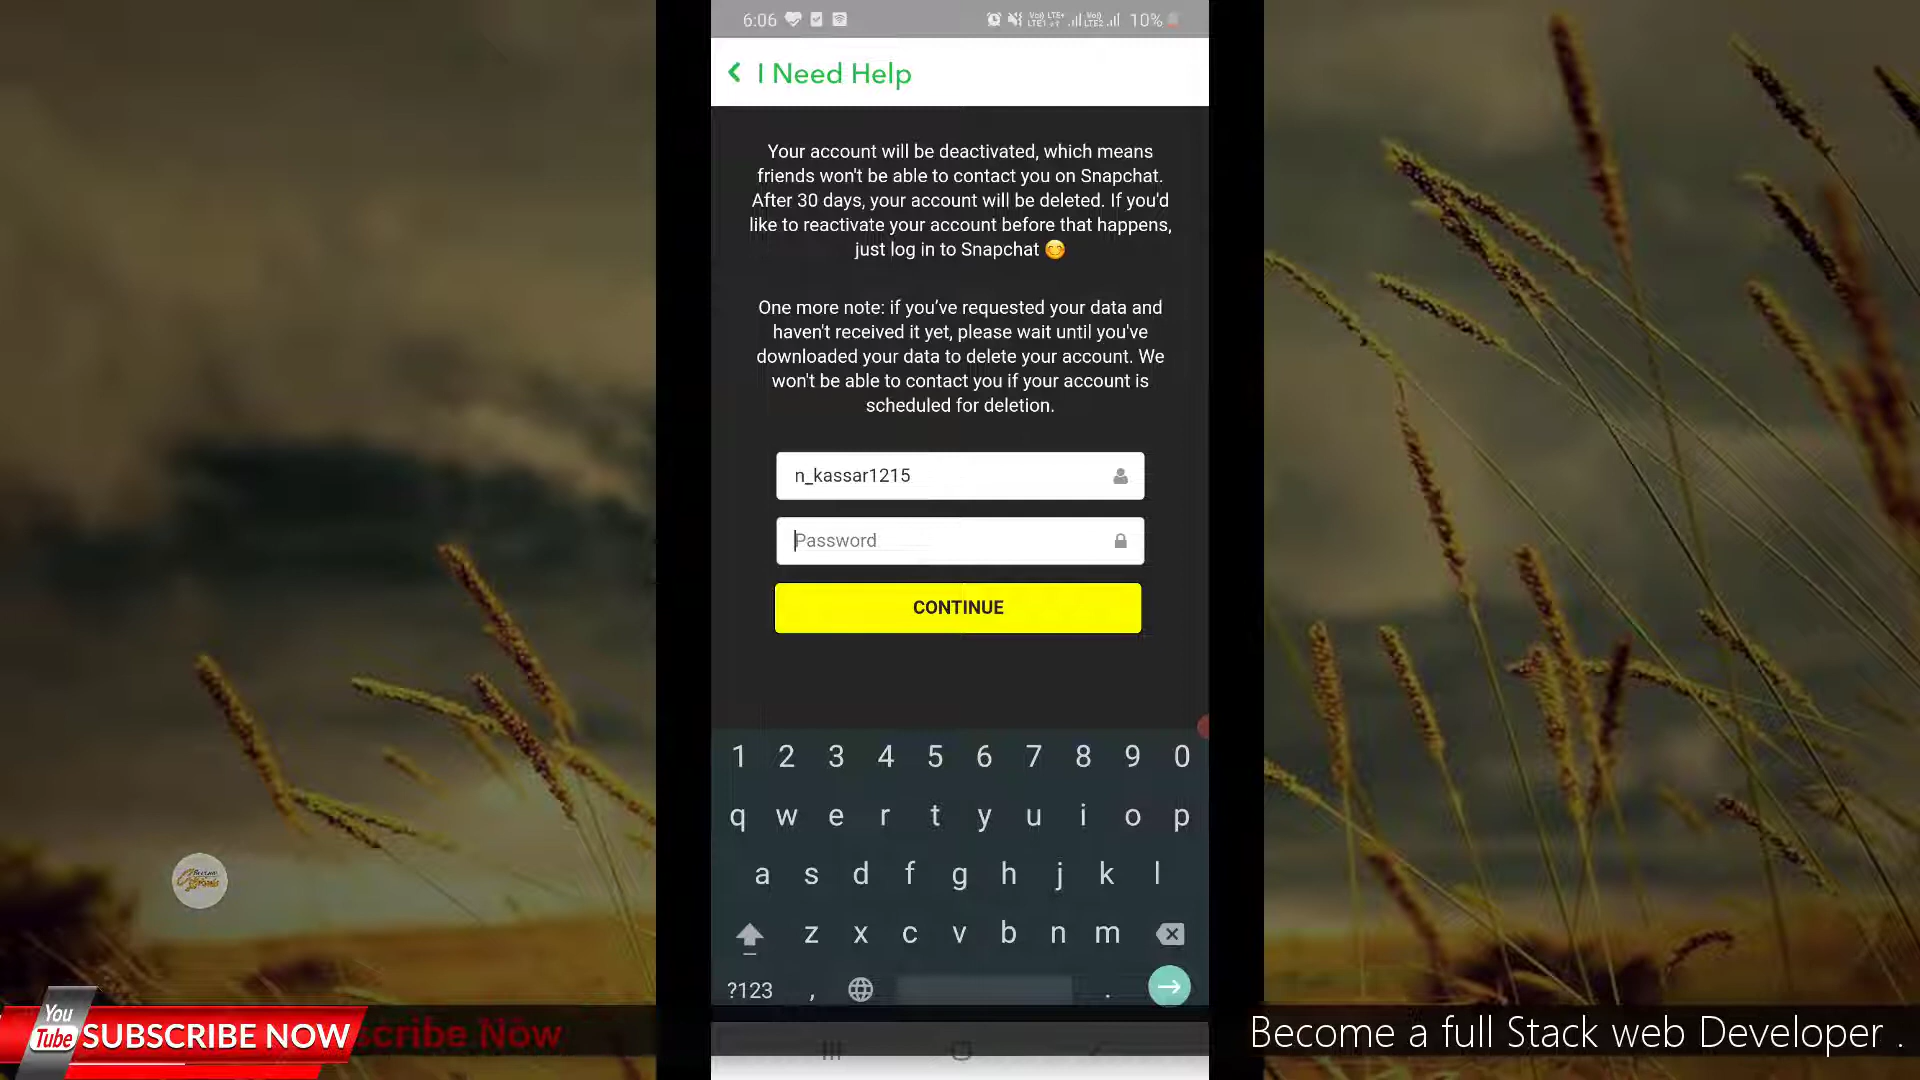 6:06
10%
I Need Help
Your account will be deactivated, which means
friends won't be able to contact you on Snapchat.
After 30 days, your account will be deleted. If you'd
like to reactivate your account before that happens,
just log in to Snapchat 😊
One more note: if you’ve requested your data and
haven't received it yet, please wait until you've
downloaded your data to delete your account. We
won't be able to contact you if your account is
scheduled for deletion.
n_kassar1215
Password
CONTINUE
1 2 3 4 5 6 7 8 9 0
q w e r t y u i o p
a s d f g h j k l
z x c v b n m
?123 , .
You
Tube
SUBSCRIBE NOW
scribe Now
Become a full Stack web Developer .